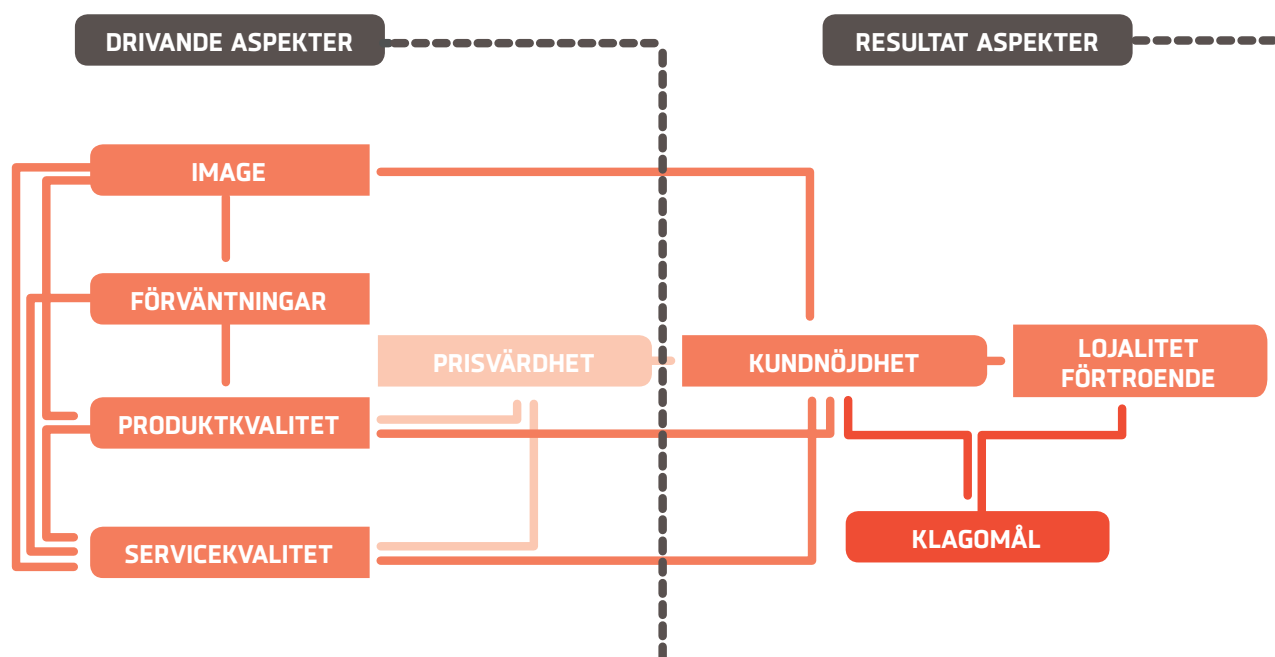 DRIVANDE ASPEKTER
RESULTAT ASPEKTER
IMAGE
FÖRVÄNTNINGAR
PRISVÄRDHET
KUNDNÖJDHET
LOJALITET
FÖRTROENDE
PRODUKTKVALITET
SERVICEKVALITET
KLAGOMÅL